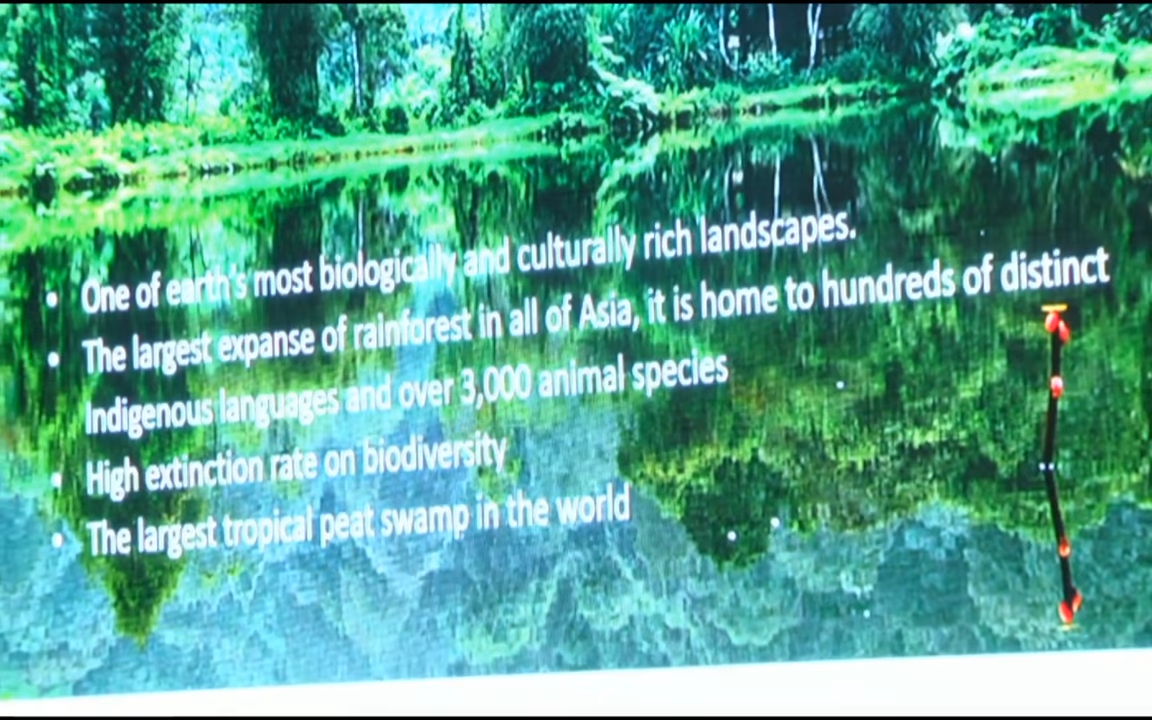 • One of earth's most biologically and culturally rich landscapes.
• The largest expanse of rainforest in all of Asia, it is home to hundreds of distinct
Indigenous languages and over 3,000 animal species
• High extinction rate on biodiversity
• The largest tropical peat swamp in the world